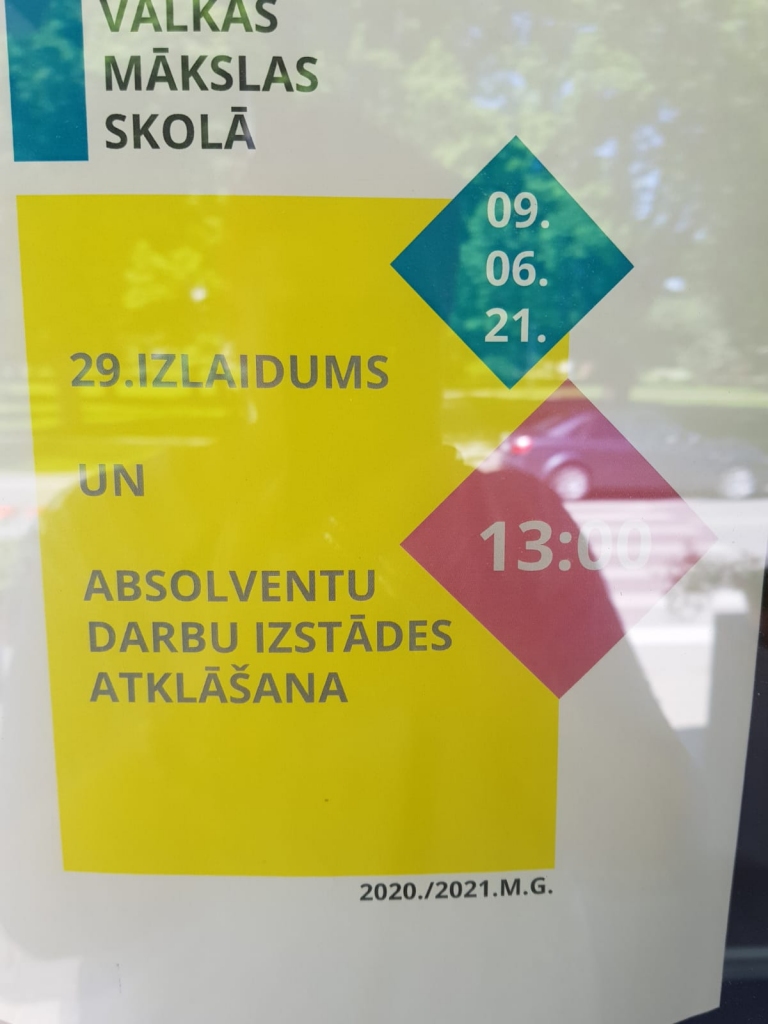 VALKAS
MĀKSLAS
SKOLĀ
09.
06.
21.
29.IZLAIDUMS
UN
13:00
ABSOLVENTU
DARBU IZSTĀDES
ATKLĀŠANA
2020./2021.M.G.